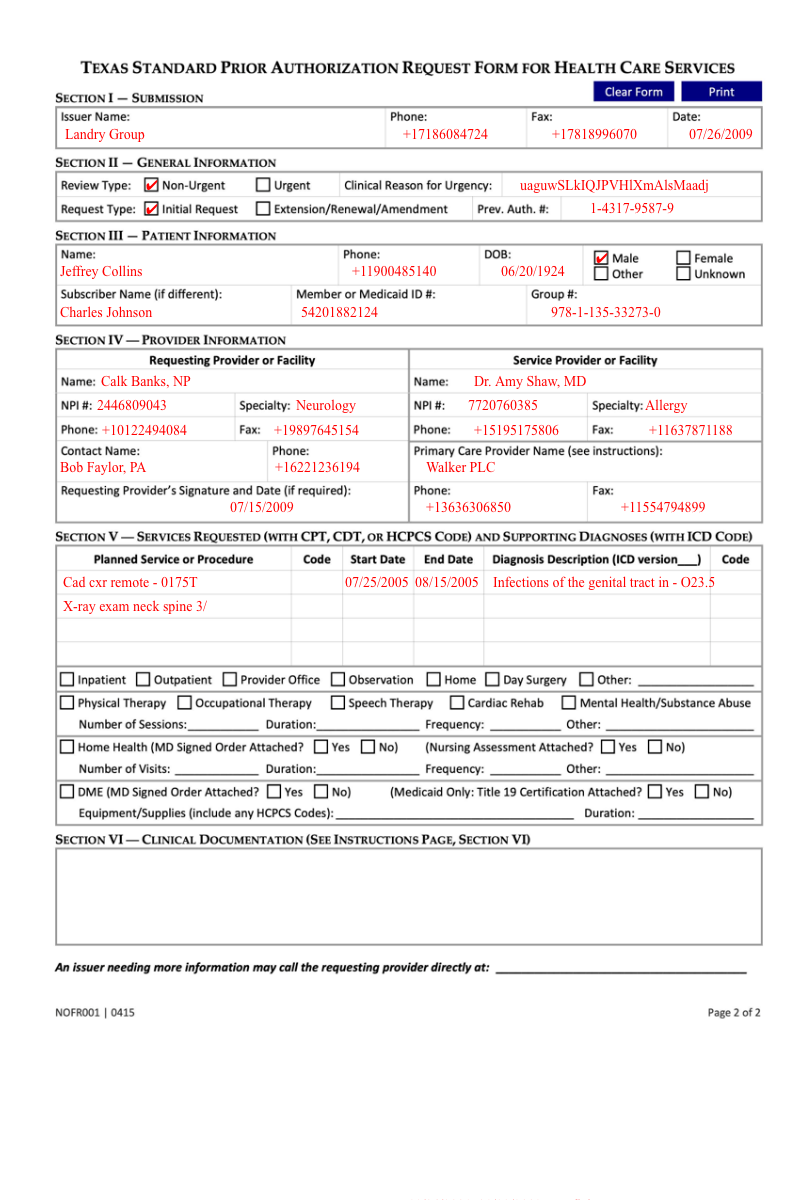 TEXAS STANDARD PRIOR AUTHORIZATION REQUEST FORM FOR HEALTH CARE SERVICES
SECTION I — SUBMISSION
Clear Form Print
Issuer Name: Phone: Fax: Date:
Landry Group +17186084724 +17818996070 07/26/2009
SECTION II — GENERAL INFORMATION
Review Type: Non-Urgent Urgent Clinical Reason for Urgency: uaguwSLkIQJPVHlXmAlsMaadj
Request Type: Initial Request Extension/Renewal/Amendment Prev. Auth. #: 1-4317-9587-9
SECTION III — PATIENT INFORMATION
Name: Phone: DOB: Male Female
Jeffrey Collins +11900485140 06/20/1924 Other Unknown
Subscriber Name (if different): Member or Medicaid ID #: Group #:
Charles Johnson 54201882124 978-1-135-33273-0
SECTION IV — PROVIDER INFORMATION
Requesting Provider or Facility Service Provider or Facility
Name: Calk Banks, NP Name: Dr. Amy Shaw, MD
NPI #: 2446809043 Specialty: Neurology NPI #: 7720760385 Specialty: Allergy
Phone: +10122494084 Fax: +19897645154 Phone: +15195175806 Fax: +11637871188
Contact Name: Phone: Primary Care Provider Name (see instructions):
Bob Faylor, PA +16221236194 Walker PLC
Requesting Provider's Signature and Date (if required): Phone: Fax:
07/15/2009 +13636306850 +11554794899
SECTION V — SERVICES REQUESTED (WITH CPT, CDT, OR HCPCS CODE) AND SUPPORTING DIAGNOSES (WITH ICD CODE)
Planned Service or Procedure Code Start Date End Date Diagnosis Description (ICD version___) Code
Cad cxr remote - 0175T 07/25/2005 08/15/2005 Infections of the genital tract in - O23.5
X-ray exam neck spine 3/
Inpatient Outpatient Provider Office Observation Home Day Surgery Other: ___
Physical Therapy Occupational Therapy Speech Therapy Cardiac Rehab Mental Health/Substance Abuse
Number of Sessions:___ Duration:___ Frequency: ___ Other: ___
Home Health (MD Signed Order Attached? Yes No) (Nursing Assessment Attached? Yes No)
Number of Visits: ___ Duration:___ Frequency: ___ Other: ___
DME (MD Signed Order Attached? Yes No) (Medicaid Only: Title 19 Certification Attached? Yes No)
Equipment/Supplies (include any HCPCS Codes): ___ Duration: ___
SECTION VI — CLINICAL DOCUMENTATION (SEE INSTRUCTIONS PAGE, SECTION VI)
An issuer needing more information may call the requesting provider directly at: ___
NOFR001 | 0415 Page 2 of 2